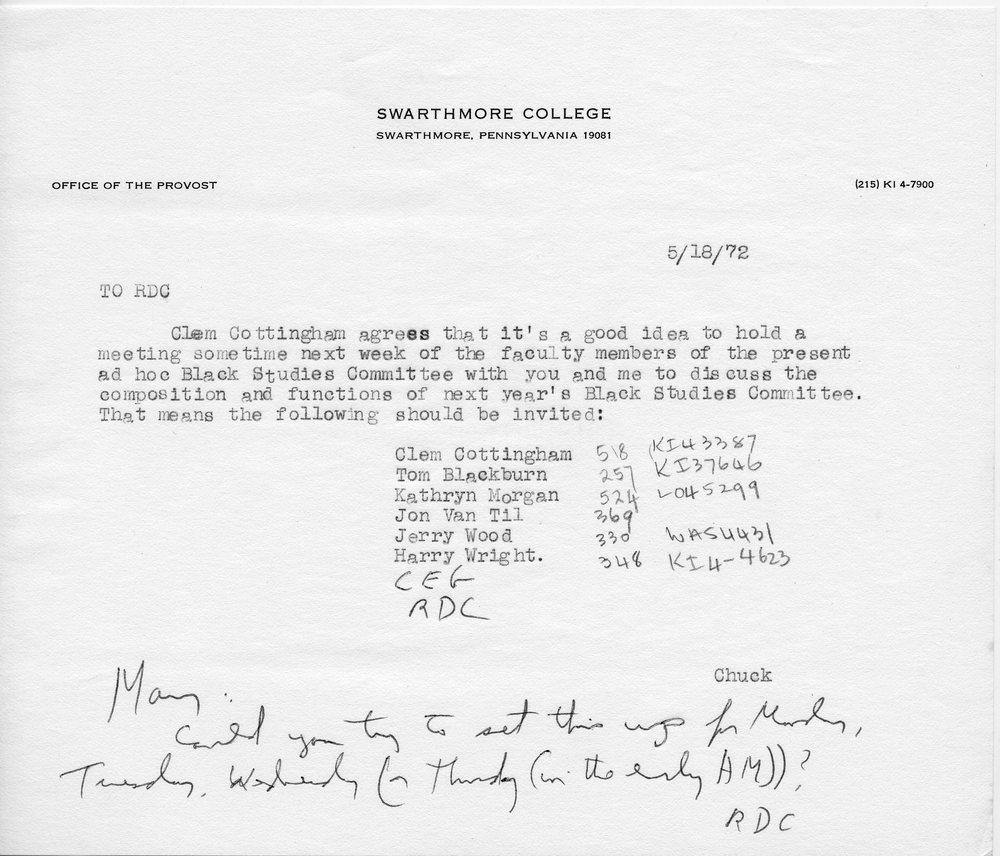 SWARTHMORE COLLEGE
SWARTHMORE, PENNSYLVANIA 19081
OFFICE OF THE PROVOST (215) KI 4-7900
5/18/72
TO RDC
Clem Cottingham agrees that it's a good idea to hold a
meeting sometime next week of the faculty members of the present
ad hoc Black Studies Committee with you and me to discuss the
composition and functions of next year's Black Studies Committee.
That means the following should be invited:
Clem Cottingham 518 KI43387
Tom Blackburn 257 KI37646
Kathryn Morgan 524 LO45299
Jon Van Til 369
Jerry Wood 330 WA54431
Harry Wright. 348 KI4-4623
CEG
RDC
Chuck
Mary:
Could you try to set this up for Monday,
Tuesday, Wednesday (or Thursday (in the early AM))?
RDC